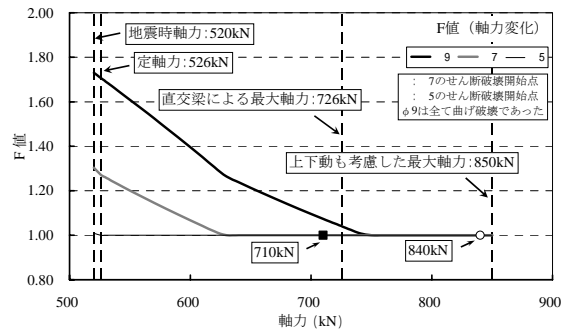 F値（軸力変化）
9 7 5
: 7のせん断破壊開始点
: 5のせん断破壊開始点
φ9は全て曲げ破壊であった
地震時軸力:520kN
定軸力:526kN
直交梁による最大軸力:726kN
上下動も考慮した最大軸力:850kN
710kN
840kN
F値
2.00
1.80
1.60
1.40
1.20
1.00
0.80
500 600 700 800 900
軸力 (kN)